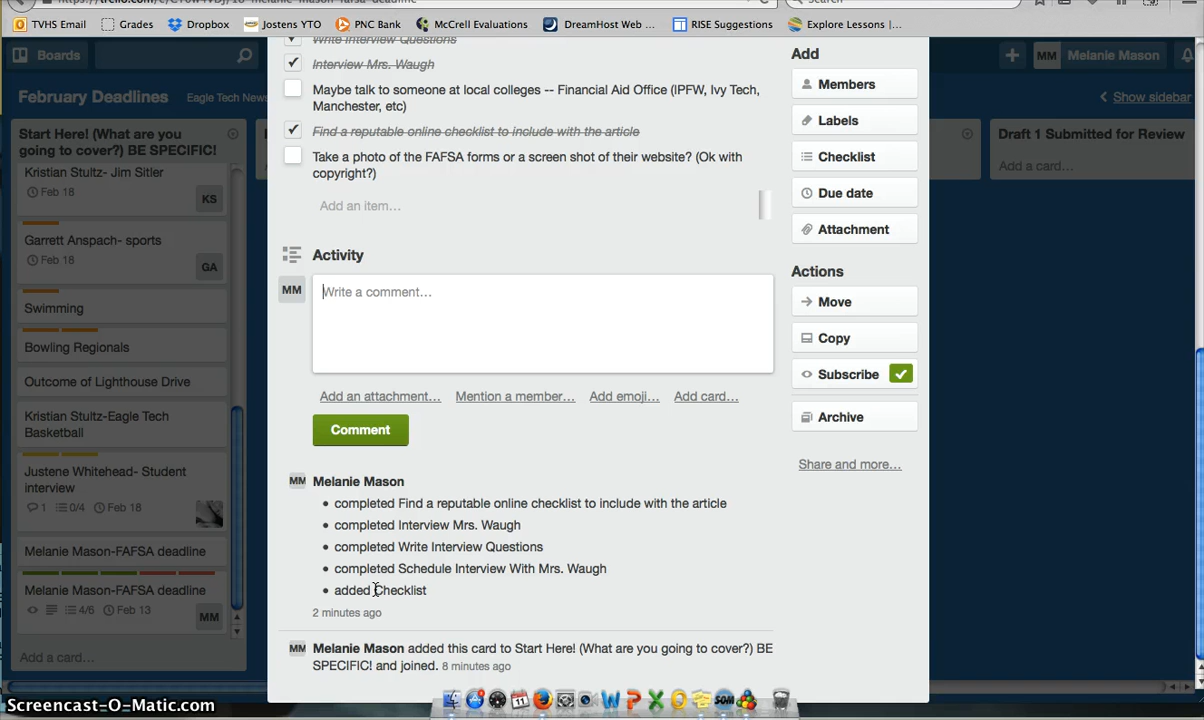 TVHS Email Grades Dropbox Jostens YTO PNC Bank McCrell Evaluations DreamHost Web ... RISE Suggestions Explore Lessons |...
Boards
Melanie Mason
February Deadlines
Eagle Tech News
Show sidebar
Start Here! (What are you
going to cover?) BE SPECIFIC!
Kristian Stultz- Jim Sitler
Feb 18
KS
Garrett Anspach- sports
Feb 18
GA
Swimming
Bowling Regionals
Outcome of Lighthouse Drive
Kristian Stultz-Eagle Tech
Basketball
Justene Whitehead- Student
interview
1 0/4 Feb 18
Melanie Mason-FAFSA deadline
Melanie Mason-FAFSA deadline
4/6 Feb 13
MM
Add a card...
Write Interview Questions
Interview Mrs. Waugh
Maybe talk to someone at local colleges -- Financial Aid Office (IPFW, Ivy Tech,
Manchester, etc)
Find a reputable online checklist to include with the article
Take a photo of the FAFSA forms or a screen shot of their website? (Ok with
copyright?)
Add an item...
Activity
MM
Write a comment...
Add an attachment... Mention a member... Add emoji... Add card...
Comment
MM Melanie Mason
• completed Find a reputable online checklist to include with the article
• completed Interview Mrs. Waugh
• completed Write Interview Questions
• completed Schedule Interview With Mrs. Waugh
• added Checklist
2 minutes ago
MM Melanie Mason added this card to Start Here! (What are you going to cover?) BE
SPECIFIC! and joined. 8 minutes ago
Add
Members
Labels
Checklist
Due date
Attachment
Actions
Move
Copy
Subscribe
Archive
Share and more...
Draft 1 Submitted for Review
Add a card...
MM
Screencast-O-Matic.com